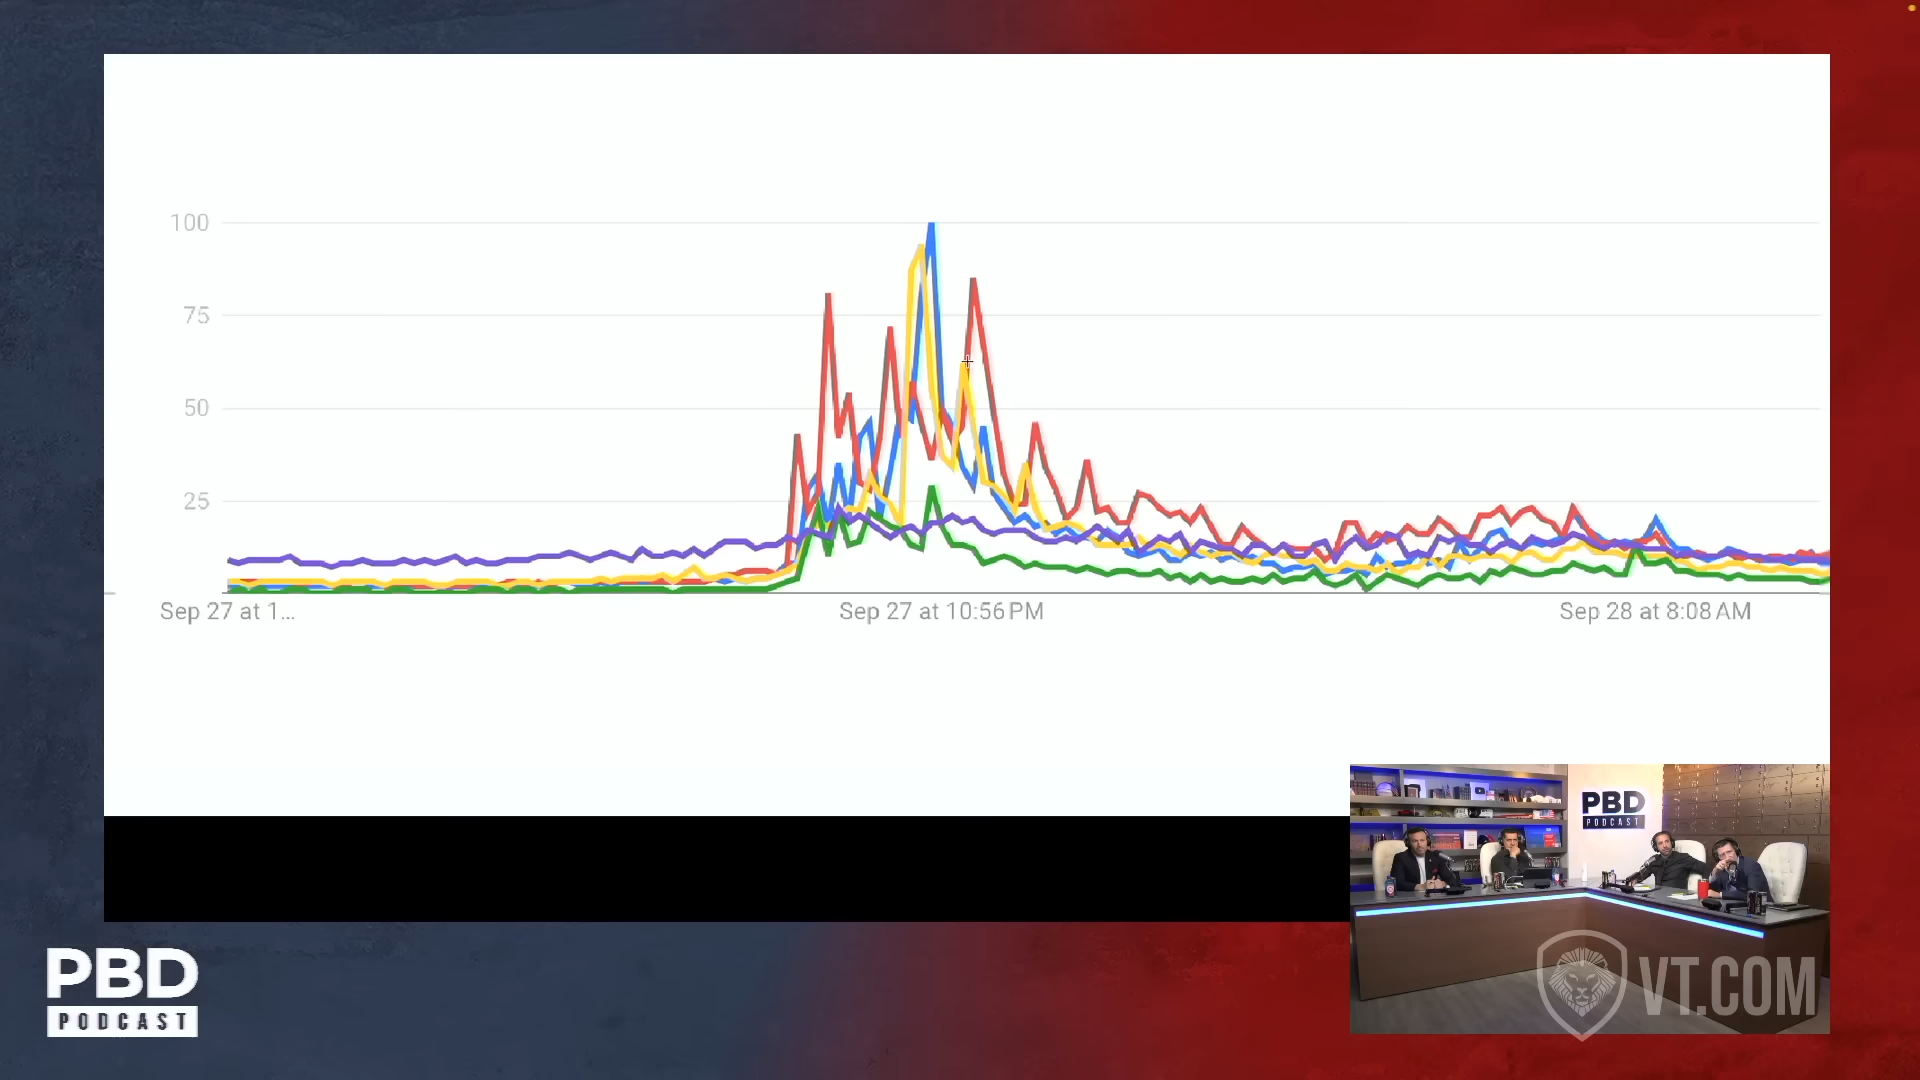 100
75
50
25
Sep 27 at 1...
Sep 27 at 10:56 PM
Sep 28 at 8:08 AM
PBD
PODCAST
PBD
PODCAST
VT.COM